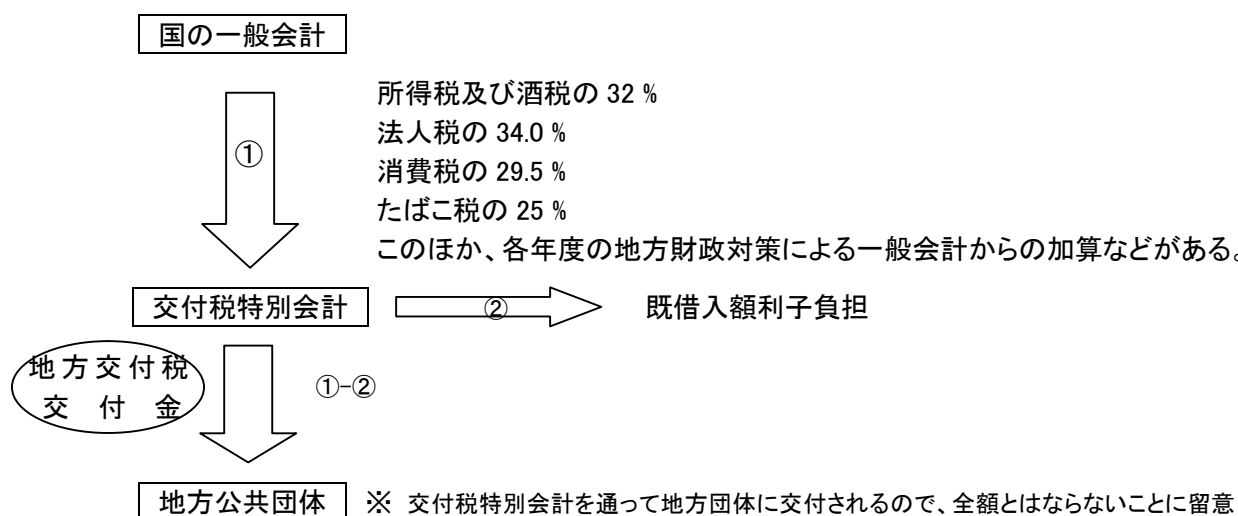 国の一般会計
所得税及び酒税の 32 %
法人税の 34.0 %
①
消費税の 29.5 %
たばこ税の 25 %
このほか、各年度の地方財政対策による一般会計からの加算などがある。
交付税特別会計
②
既借入額利子負担
地方交付税
交付金
①-②
地方公共団体
※ 交付税特別会計を通って地方団体に交付されるので、全額とはならないことに留意